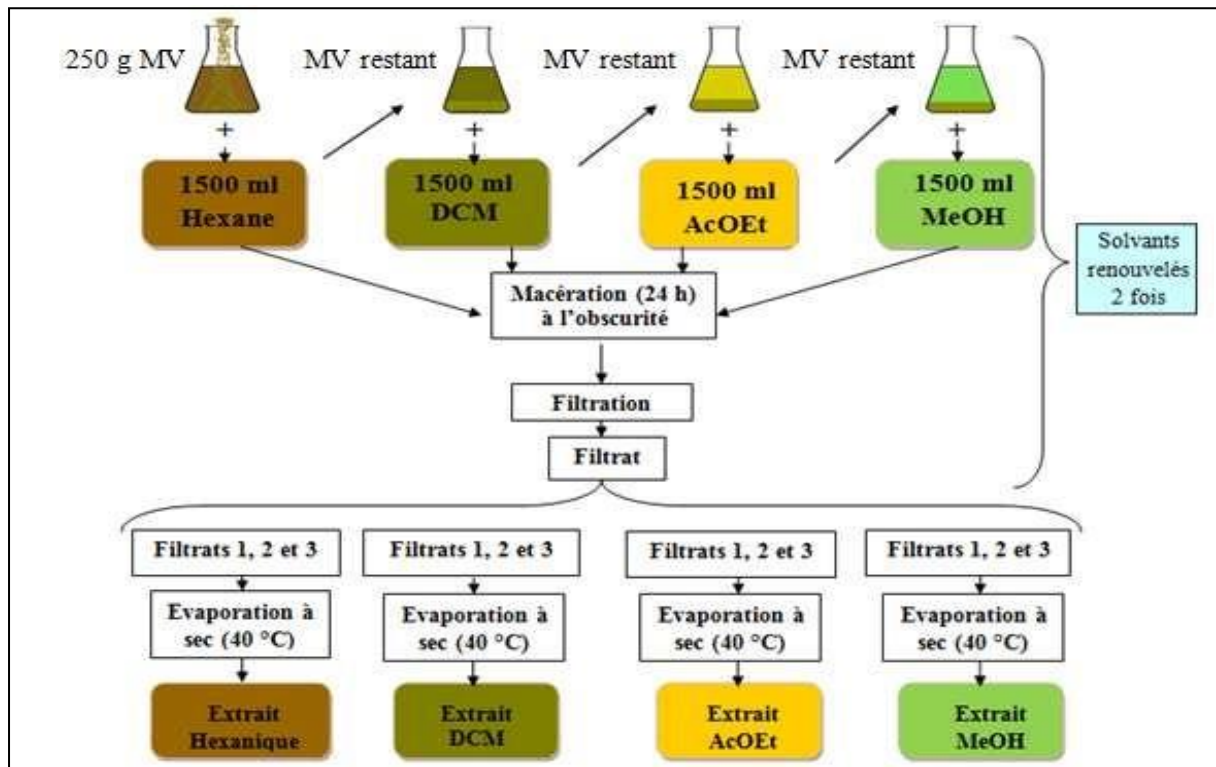 250 g MV
MV restant
MV restant
MV restant
+
+
+
+
1500 ml
Hexane
1500 ml
DCM
1500 ml
AcOEt
1500 ml
MeOH
Solvants
renouvelés
2 fois
Macération (24 h)
à l'obscurité
Filtration
Filtrat
Filtrats 1, 2 et 3
Filtrats 1, 2 et 3
Filtrats 1, 2 et 3
Filtrats 1, 2 et 3
Evaporation à
sec (40 °C)
Evaporation à
sec (40 °C)
Evaporation à
sec (40 °C)
Evaporation à
sec (40 °C)
Extrait
Hexanique
Extrait
DCM
Extrait
AcOEt
Extrait
MeOH